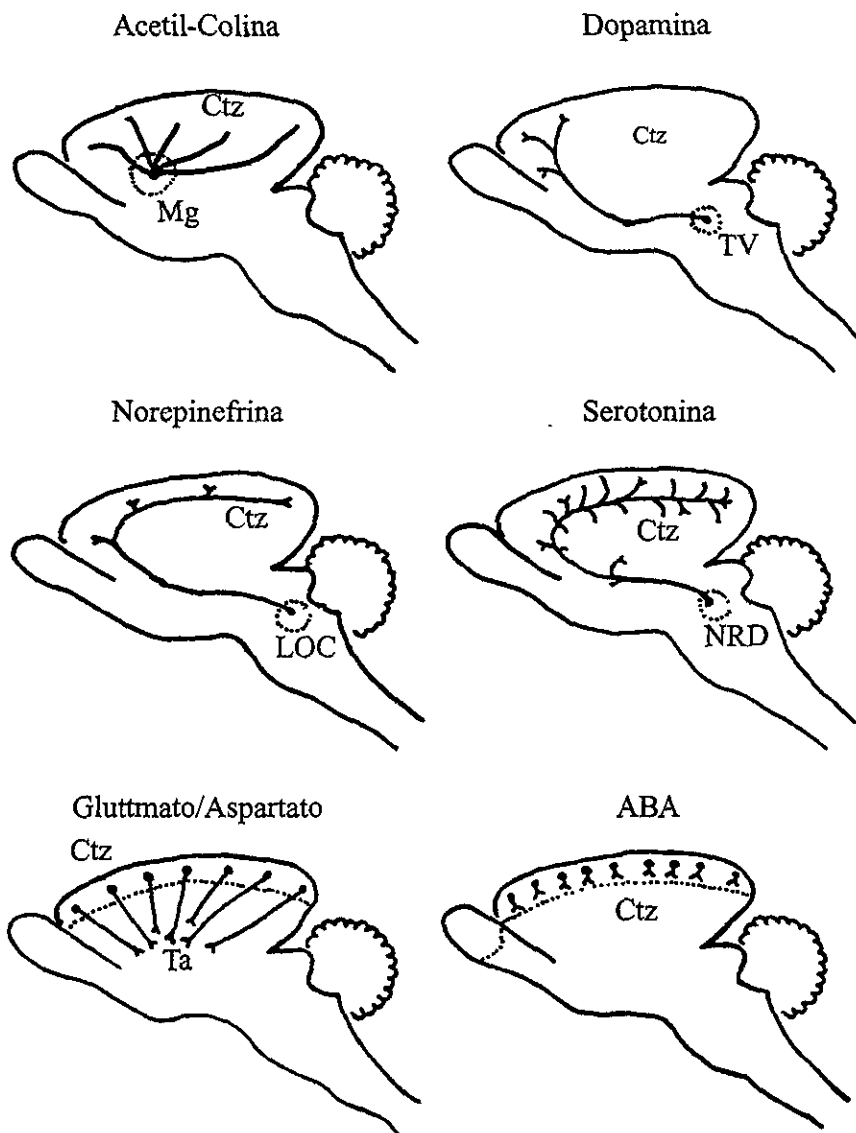 Acetil-Colina
Dopamina
Ctz
Ctz
Mg
TV
Norepinefrina
Serotonina
Ctz
Ctz
LOC
NRD
Gluttmato/Aspartato
ABA
Ctz
Ctz
Ta